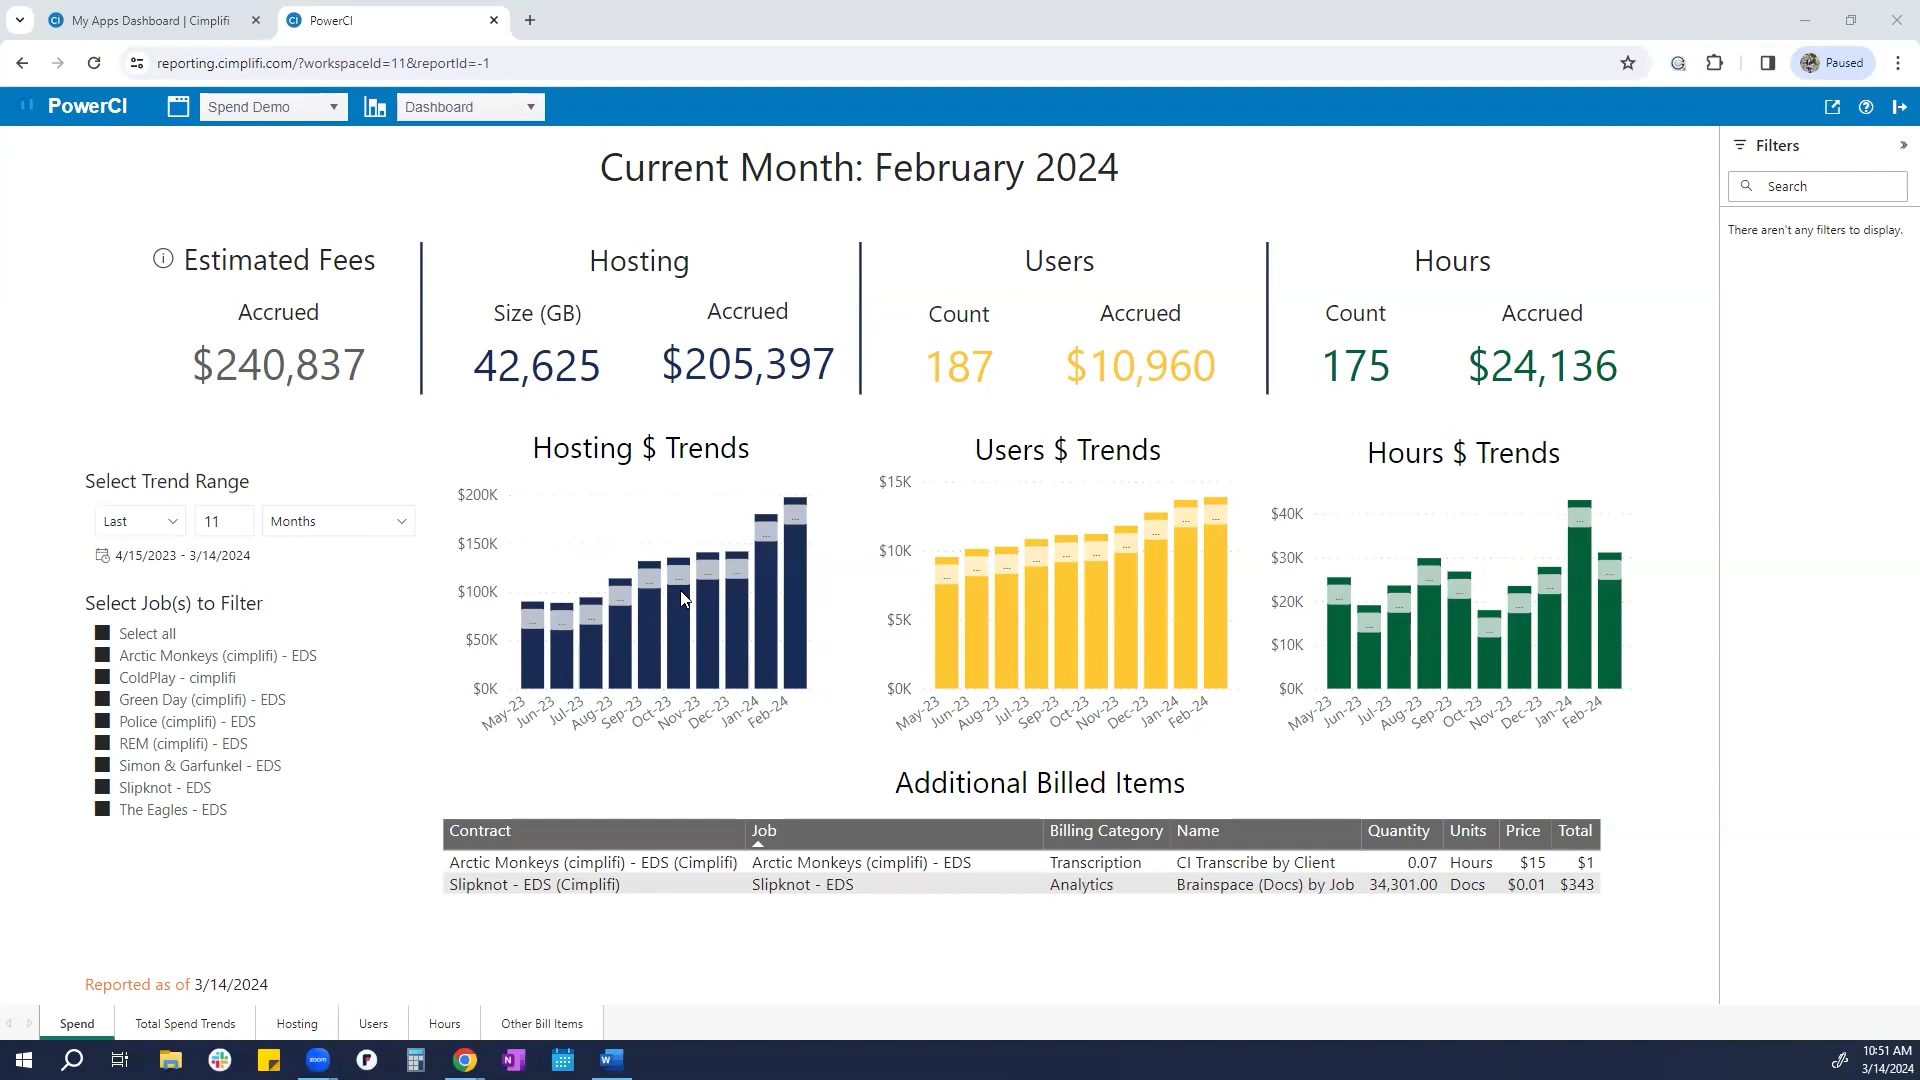 My Apps Dashboard | Cimplifi
PowerCI
reporting.cimplifi.com/?workspaceId=11&reportId=-1
Paused
PowerCI
Spend Demo
Dashboard
Filters
Search
There aren't any filters to display.
Current Month: February 2024
Estimated Fees
Accrued
$240,837
Hosting
Size (GB)
Accrued
42,625
$205,397
Users
Count
Accrued
187
$10,960
Hours
Count
Accrued
175
$24,136
Select Trend Range
Last
11
Months
4/15/2023 - 3/14/2024
Select Job(s) to Filter
Select all
Arctic Monkeys (cimplifi) - EDS
ColdPlay - cimplifi
Green Day (cimplifi) - EDS
Police (cimplifi) - EDS
REM (cimplifi) - EDS
Simon & Garfunkel - EDS
Slipknot - EDS
The Eagles - EDS
Hosting $ Trends
$200K
$150K
$100K
$50K
$0K
... ... ... ... ... ... ... ... ... ...
May-23 Jun-23 Jul-23 Aug-23 Sep-23 Oct-23 Nov-23 Dec-23 Jan-24 Feb-24
Users $ Trends
$15K
$10K
$5K
$0K
... ... ... ... ... ... ... ... ... ...
May-23 Jun-23 Aug-23 Jul-23 Sep-23 Oct-23 Nov-23 Dec-23 Jan-24 Feb-24
Hours $ Trends
$40K
$30K
$20K
$10K
$0K
... ... ... ... ... ... ... ... ... ...
May-23 Jun-23 Jul-23 Aug-23 Sep-23 Oct-23 Nov-23 Dec-23 Jan-24 Feb-24
Additional Billed Items
Contract Job Billing Category Name Quantity Units Price Total
Arctic Monkeys (cimplifi) - EDS (Cimplifi) Arctic Monkeys (cimplifi) - EDS Transcription CI Transcribe by Client 0.07 Hours $15 $1
Slipknot - EDS (Cimplifi) Slipknot - EDS Analytics Brainspace (Docs) by Job 34,301.00 Docs $0.01 $343
Reported as of 3/14/2024
Spend
Total Spend Trends
Hosting
Users
Hours
Other Bill Items
zoom
10:51 AM
3/14/2024